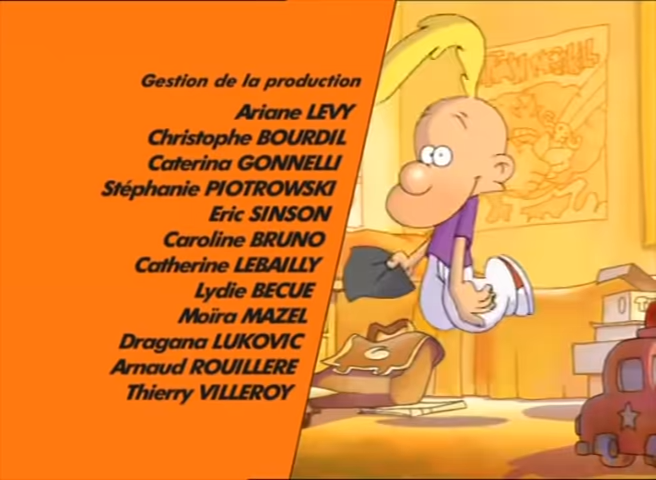 Gestion de la production
Ariane LEVY
Christophe BOURDIL
Caterina GONNELLI
Stéphanie PIOTROWSKI
Eric SINSON
Caroline BRUNO
Catherine LEBAILLY
Lydie BECUE
Moïra MAZEL
Dragana LUKOVIC
Arnaud ROUILLERE
Thierry VILLEROY